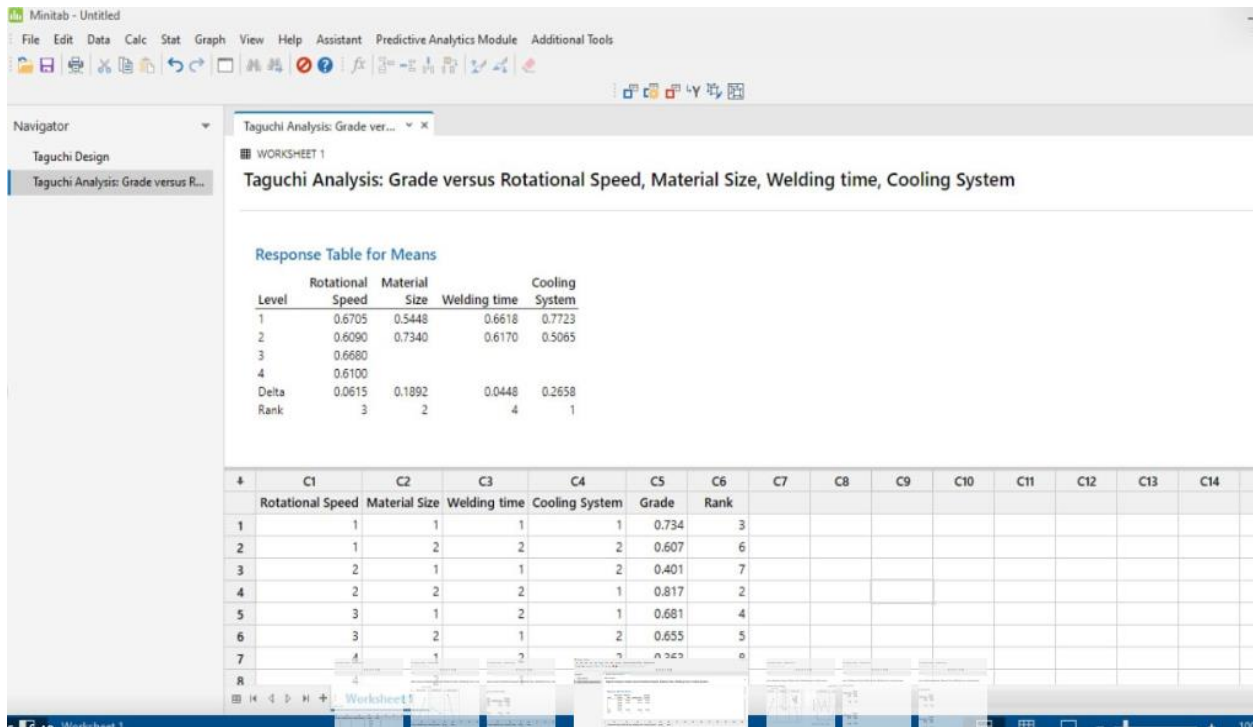 Minitab - Untitled
File Edit Data Calc Stat Graph View Help Assistant Predictive Analytics Module Additional Tools
Navigator
Taguchi Analysis: Grade ver...
Taguchi Design
Taguchi Analysis: Grade versus R...
WORKSHEET 1
Taguchi Analysis: Grade versus Rotational Speed, Material Size, Welding time, Cooling System
Response Table for Means
Rotational Material Cooling
Level Speed Size Welding time System
1 0.6705 0.5448 0.6618 0.7723
2 0.6090 0.7340 0.6170 0.5065
3 0.6680
4 0.6100
Delta 0.0615 0.1892 0.0448 0.2658
Rank 3 2 4 1
C1 C2 C3 C4 C5 C6 C7 C8 C9 C10 C11 C12 C13 C14
Rotational Speed Material Size Welding time Cooling System Grade Rank
1 1 1 1 1 0.734 3
2 1 2 2 2 0.607 6
3 2 1 1 2 0.401 7
4 2 2 2 1 0.817 2
5 3 1 2 1 0.681 4
6 3 2 1 2 0.655 5
7 4 1 2 2 0.363
8
Worksheet 1
Worksheet 1